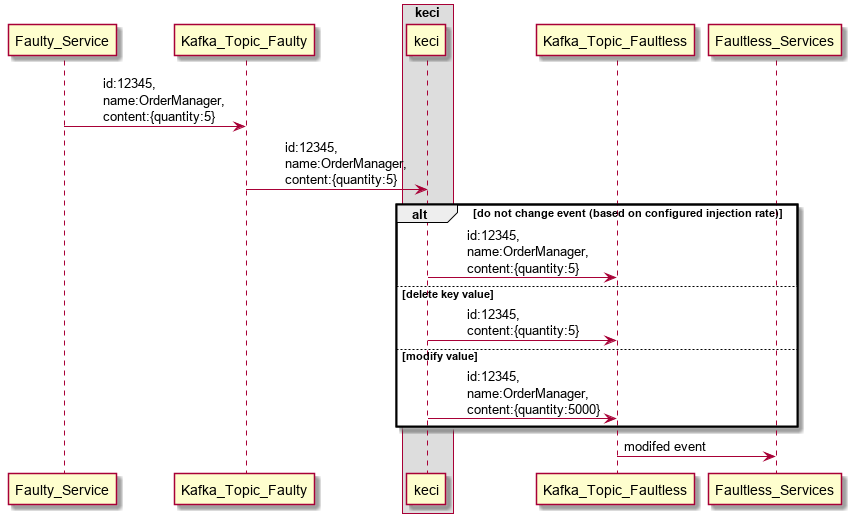 keci
Faulty_Service
Kafka_Topic_Faulty
keci
Kafka_Topic_Faultless
Faultless_Services
id:12345,
name:OrderManager,
content:{quantity:5}
id:12345,
name:OrderManager,
content:{quantity:5}
alt
[do not change event (based on configured injection rate)]
id:12345,
name:OrderManager,
content:{quantity:5}
[delete key value]
id:12345,
content:{quantity:5}
[modify value]
id:12345,
name:OrderManager,
content:{quantity:5000}
modifed event
Faulty_Service
Kafka_Topic_Faulty
keci
Kafka_Topic_Faultless
Faultless_Services